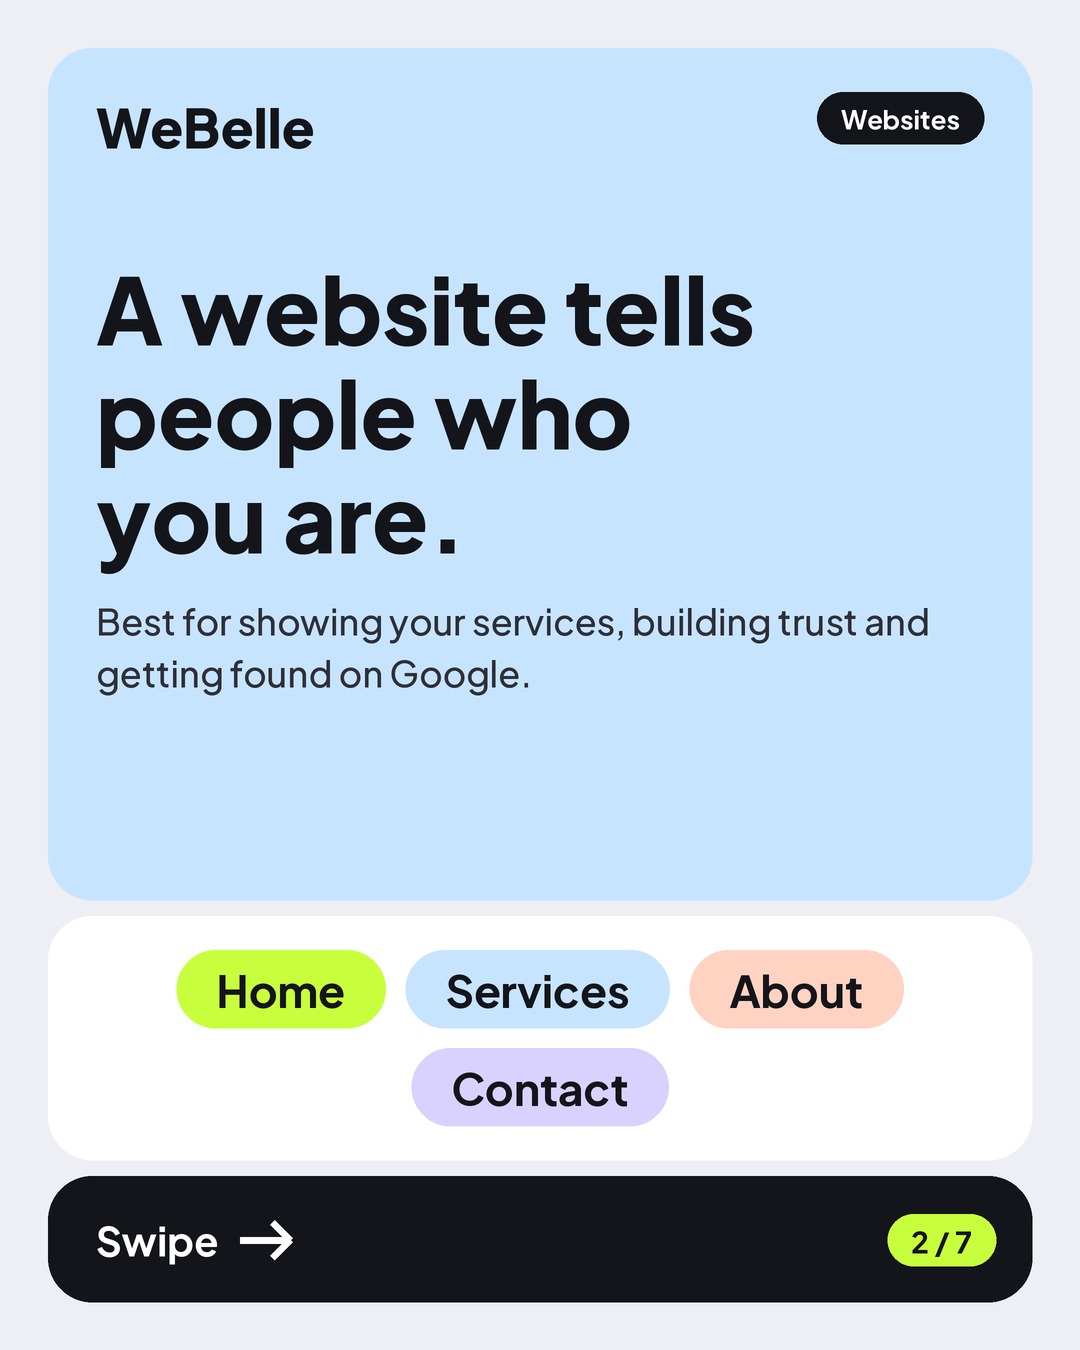 WeBelle
Websites
A website tells
people who
you are.
Best for showing your services, building trust and
getting found on Google.
Home
Services
About
Contact
Swipe →
2 / 7